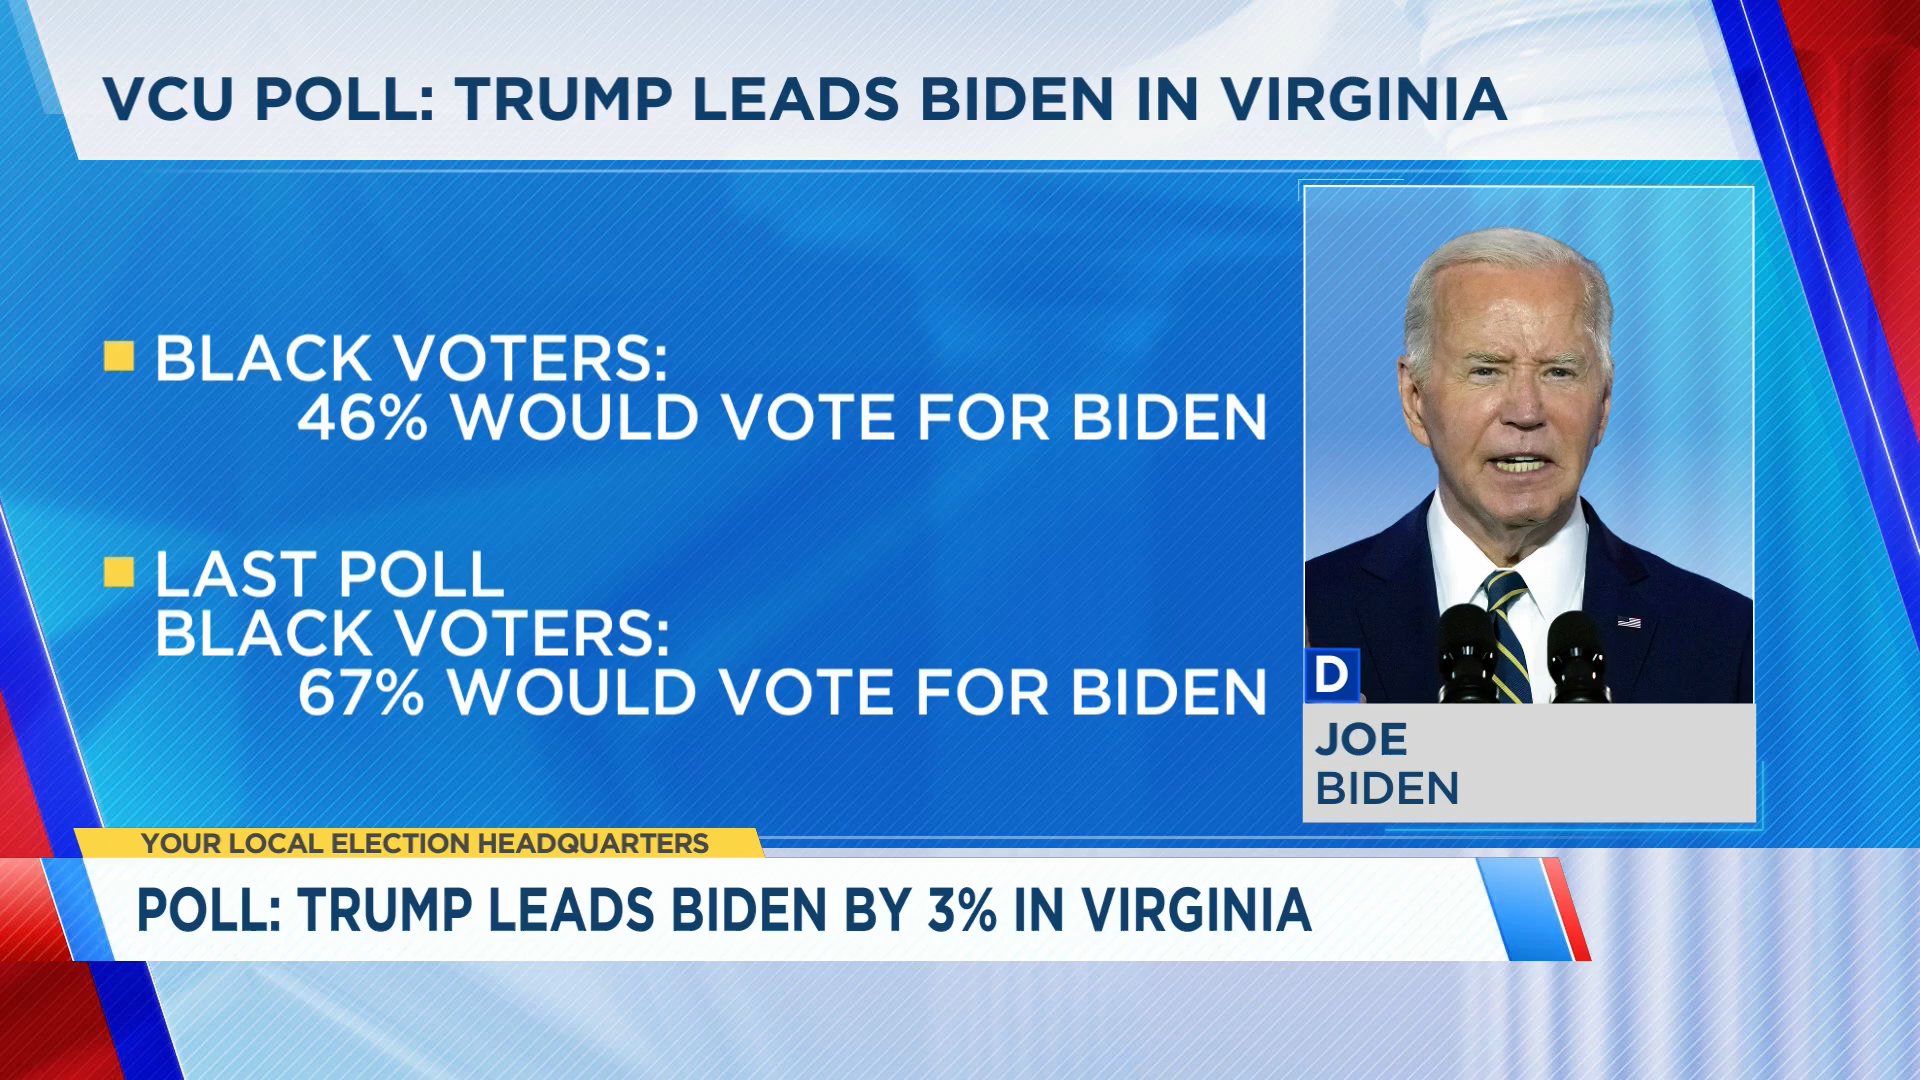 VCU POLL: TRUMP LEADS BIDEN IN VIRGINIA
BLACK VOTERS:
46% WOULD VOTE FOR BIDEN
LAST POLL
BLACK VOTERS:
67% WOULD VOTE FOR BIDEN
D
JOE
BIDEN
YOUR LOCAL ELECTION HEADQUARTERS
POLL: TRUMP LEADS BIDEN BY 3% IN VIRGINIA